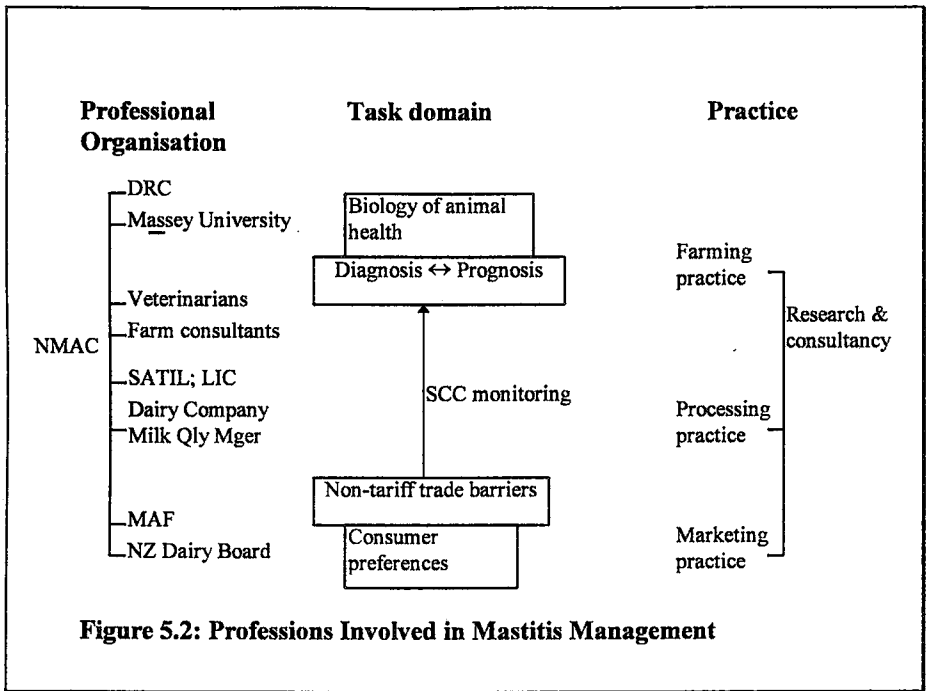 Professional
Organisation
Task domain
Practice
NMAC
DRC
Massey University
Veterinarians
Farm consultants
SATIL; LIC
Dairy Company
Milk Qly Mger
MAF
NZ Dairy Board
Biology of animal
health
Diagnosis ↔ Prognosis
SCC monitoring
Non-tariff trade barriers
Consumer
preferences
Farming
practice
Processing
practice
Marketing
practice
Research &
consultancy
Figure 5.2: Professions Involved in Mastitis Management